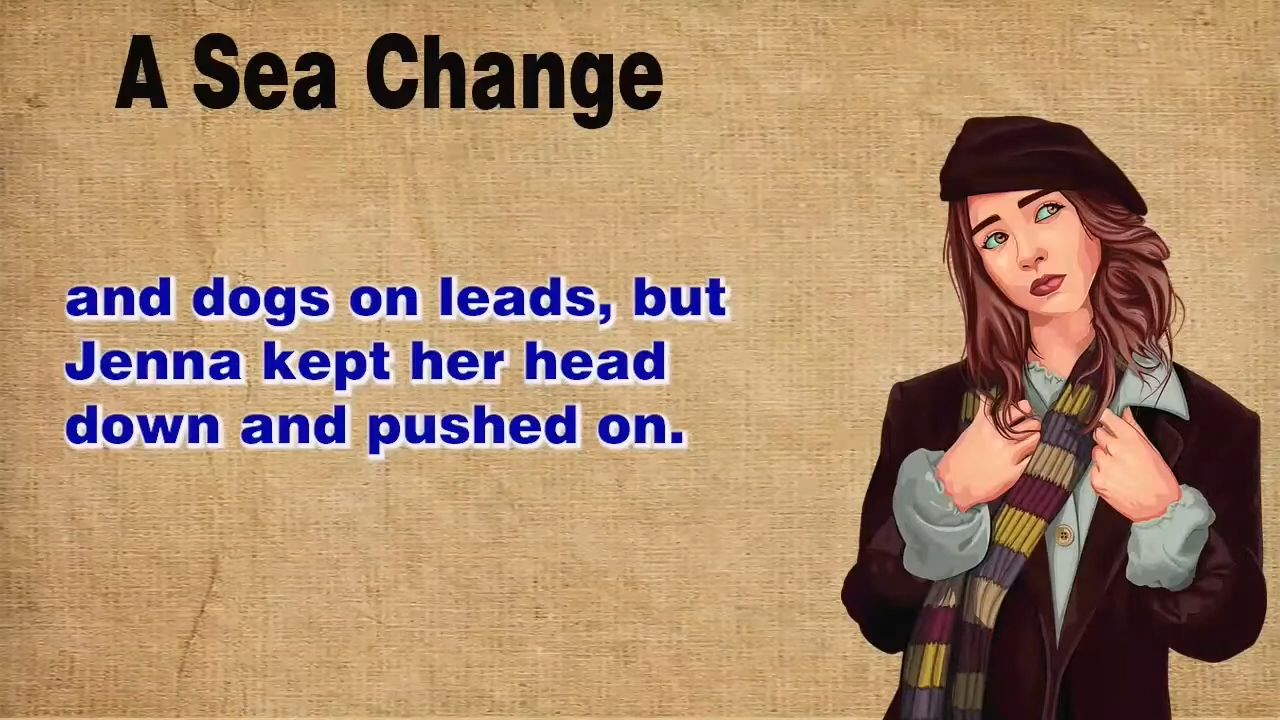 A Sea Change
and dogs on leads, but
Jenna kept her head
down and pushed on.